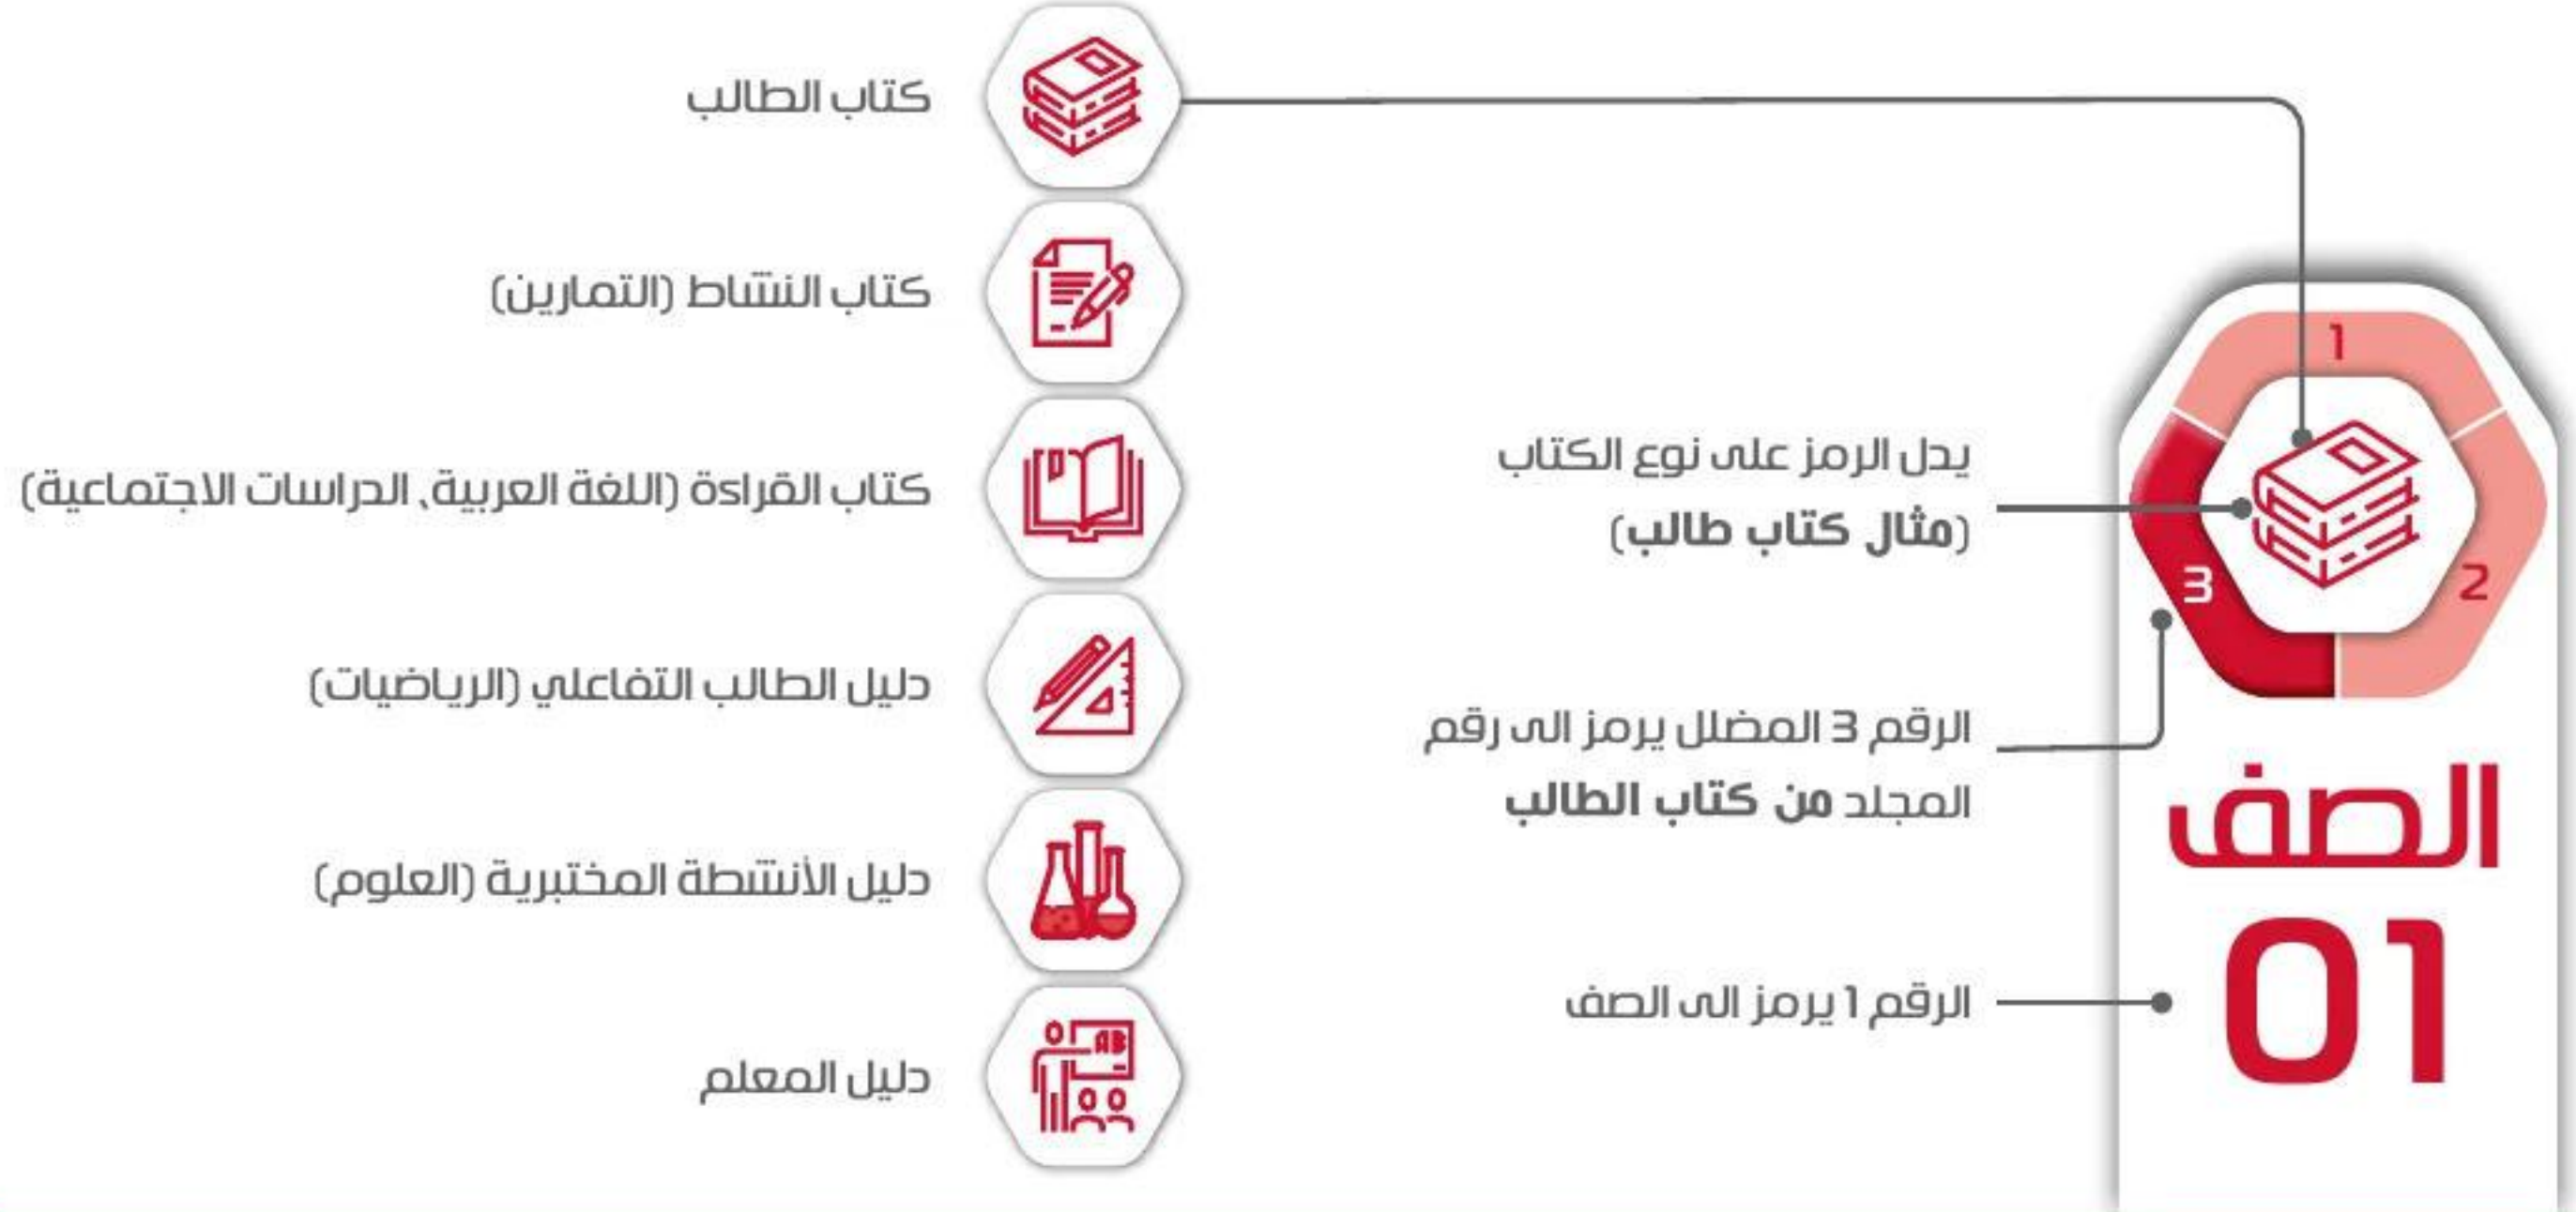 1
2
3
الصف
01
يدل الرمز على نوع الكتاب
(مثال كتاب طالب)
الرقم 3 المضلل يرمز الى رقم
المجلد من كتاب الطالب
الرقم 1 يرمز الى الصف
كتاب الطالب
كتاب النشاط (التمارين)
كتاب القراءة (اللغة العربية، الدراسات الاجتماعية)
دليل الطالب التفاعلي (الرياضيات)
دليل الأنشطة المختبرية (العلوم)
دليل المعلم
AB